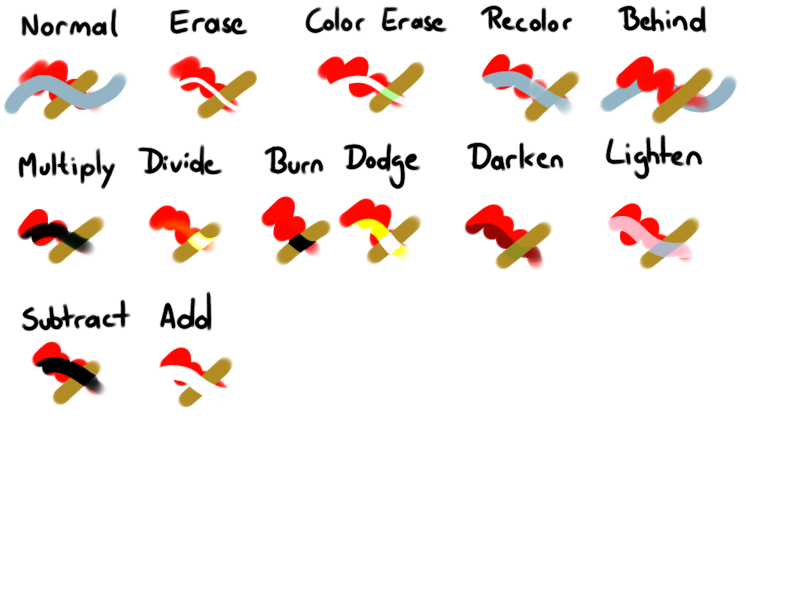 Normal Erase Color Erase Recolor Behind
Multiply Divide Burn Dodge Darken Lighten
Subtract Add